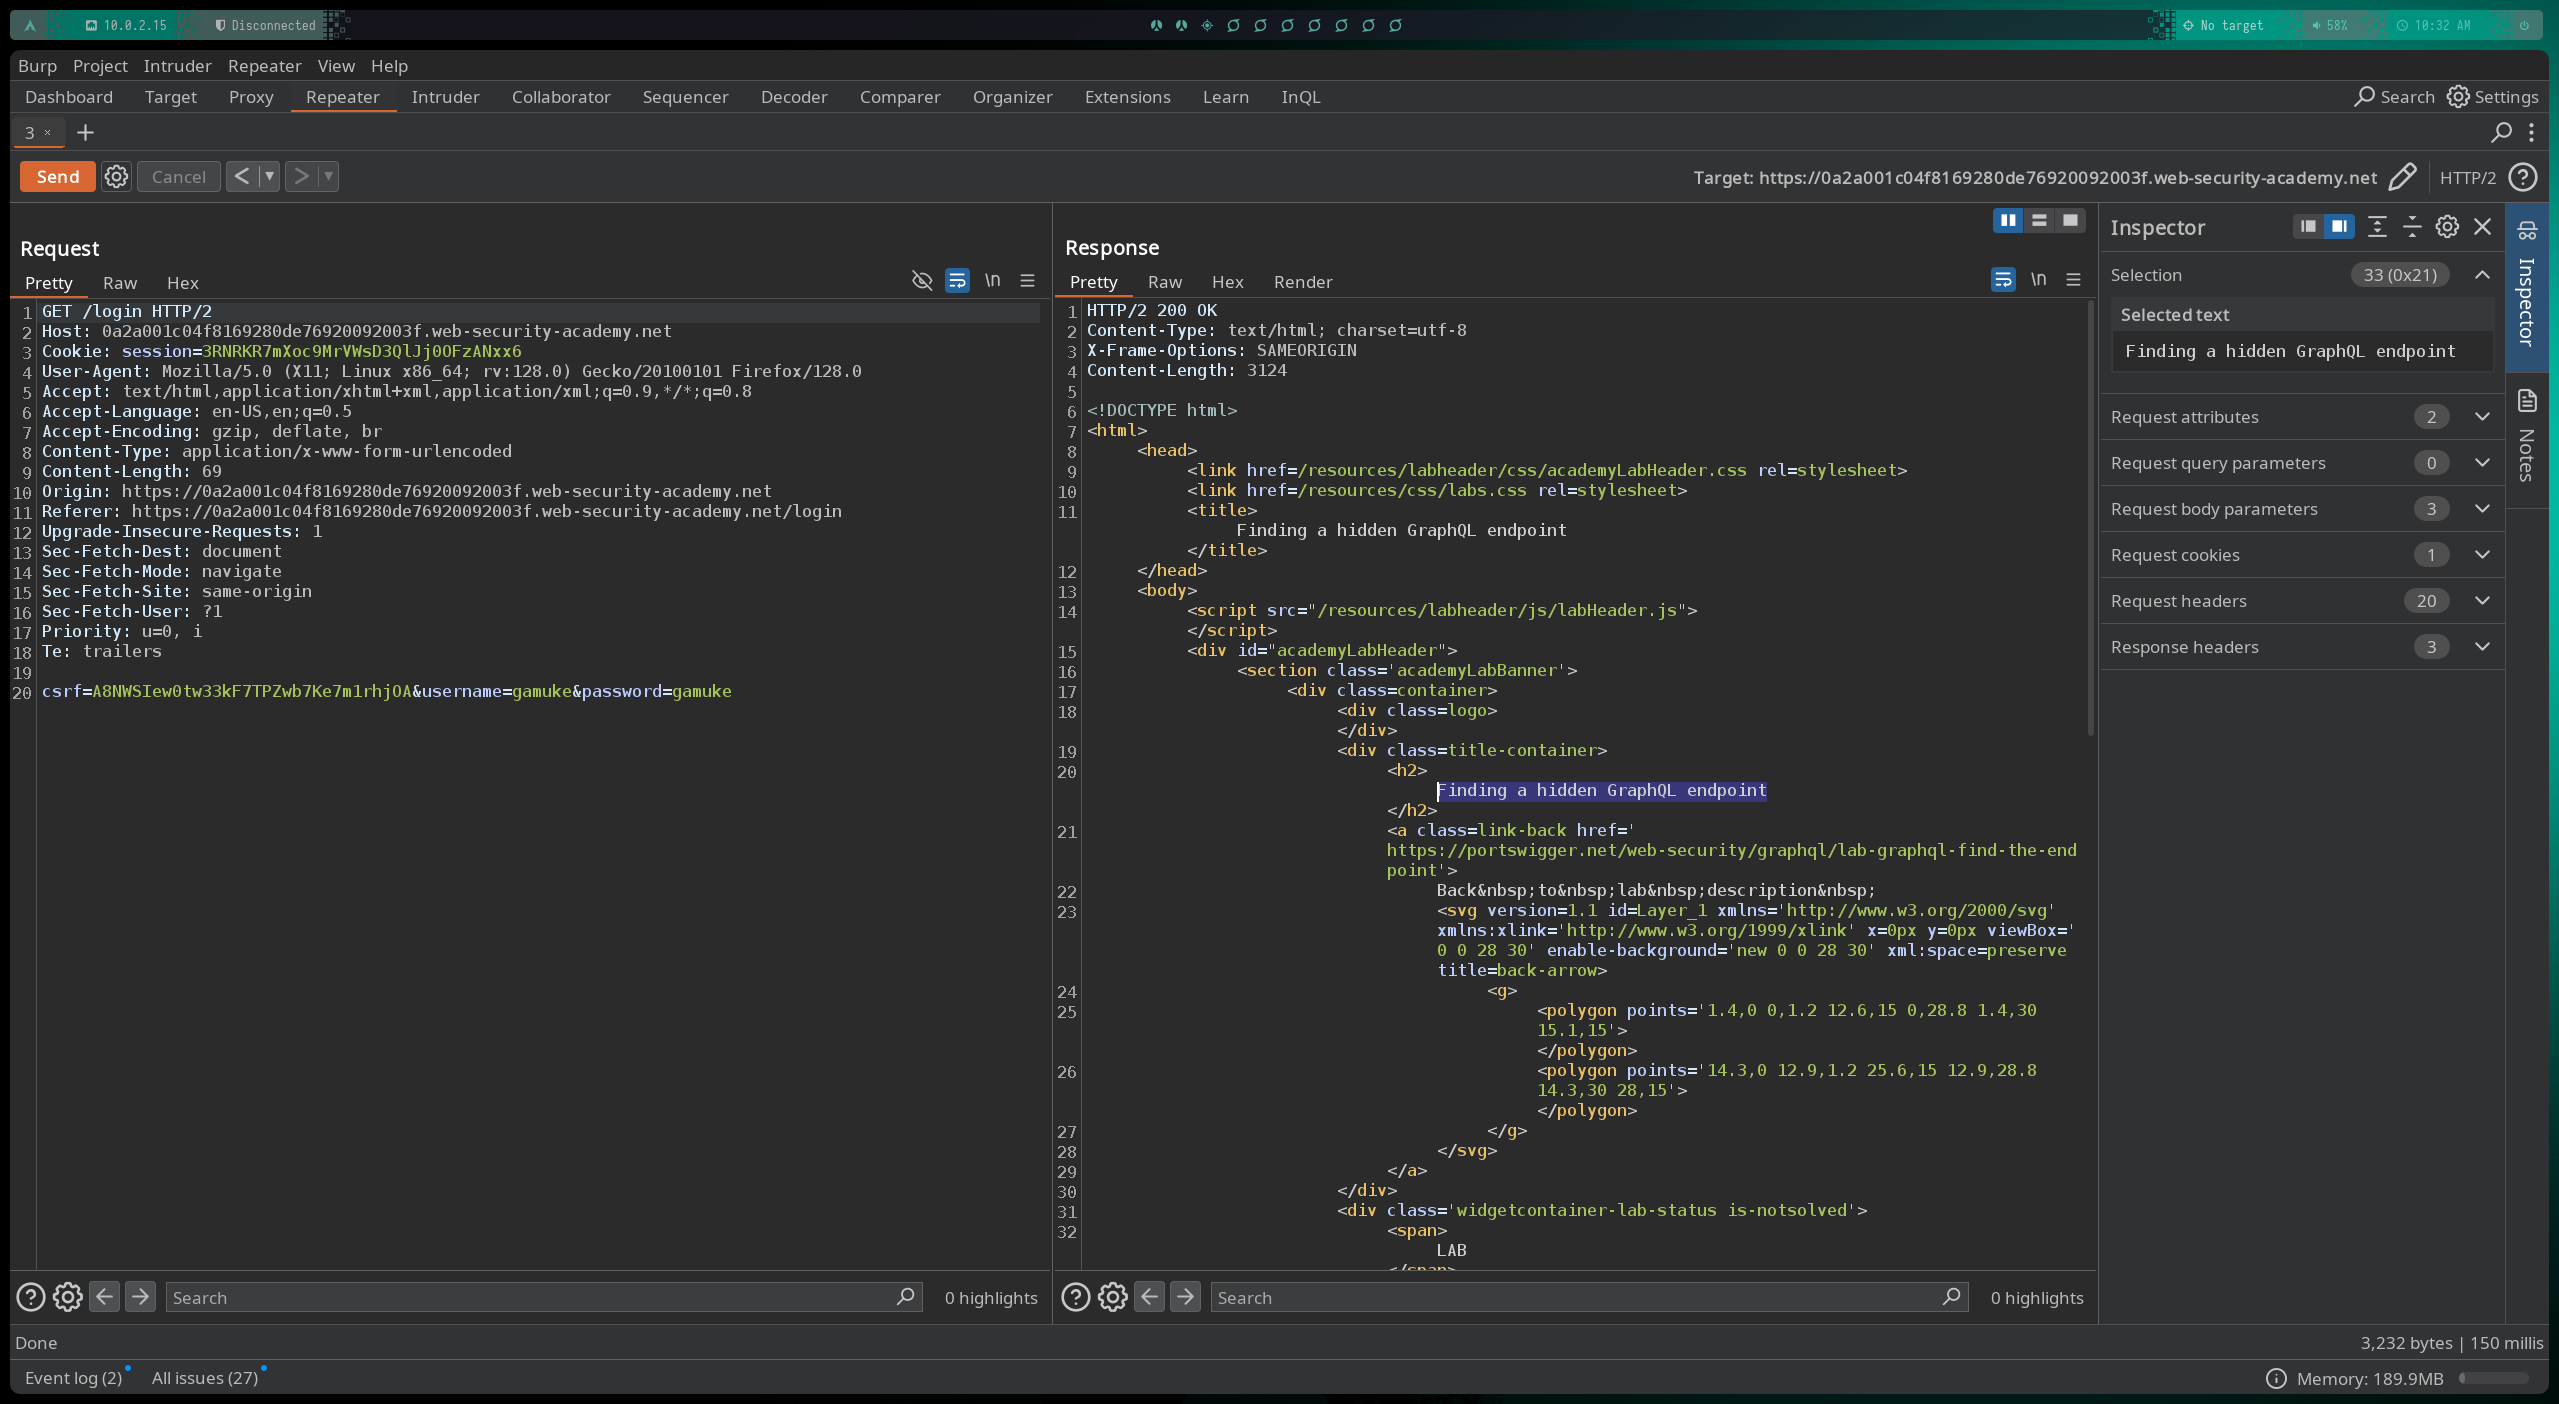 10.0.2.15
Disconnected
No target
58%
10:32 AM
Burp Project Intruder Repeater View Help
Dashboard Target Proxy Repeater Intruder Collaborator Sequencer Decoder Comparer Organizer Extensions Learn InQL
Search Settings
3 × +
Send Cancel < ▼ > ▼
Target: https://0a2a001c04f8169280de76920092003f.web-security-academy.net HTTP/2
Request
Pretty Raw Hex \n
1 GET /login HTTP/2
2 Host: 0a2a001c04f8169280de76920092003f.web-security-academy.net
3 Cookie: session=3RNRKR7mXoc9MrVWsD3QlJj0OFzANxx6
4 User-Agent: Mozilla/5.0 (X11; Linux x86_64; rv:128.0) Gecko/20100101 Firefox/128.0
5 Accept: text/html,application/xhtml+xml,application/xml;q=0.9,*/*;q=0.8
6 Accept-Language: en-US,en;q=0.5
7 Accept-Encoding: gzip, deflate, br
8 Content-Type: application/x-www-form-urlencoded
9 Content-Length: 69
10 Origin: https://0a2a001c04f8169280de76920092003f.web-security-academy.net
11 Referer: https://0a2a001c04f8169280de76920092003f.web-security-academy.net/login
12 Upgrade-Insecure-Requests: 1
13 Sec-Fetch-Dest: document
14 Sec-Fetch-Mode: navigate
15 Sec-Fetch-Site: same-origin
16 Sec-Fetch-User: ?1
17 Priority: u=0, i
18 Te: trailers
19
20 csrf=A8NWSIew0tw33kF7TPZwb7Ke7m1rhjOA&username=gamuke&password=gamuke
Search
0 highlights
Response
Pretty Raw Hex Render \n
1 HTTP/2 200 OK
2 Content-Type: text/html; charset=utf-8
3 X-Frame-Options: SAMEORIGIN
4 Content-Length: 3124
5
6 <!DOCTYPE html>
7 <html>
8 <head>
9 <link href=/resources/labheader/css/academyLabHeader.css rel=stylesheet>
10 <link href=/resources/css/labs.css rel=stylesheet>
11 <title>
Finding a hidden GraphQL endpoint
</title>
12 </head>
13 <body>
14 <script src="/resources/labheader/js/labHeader.js">
</script>
15 <div id="academyLabHeader">
16 <section class='academyLabBanner'>
17 <div class=container>
18 <div class=logo>
</div>
19 <div class=title-container>
20 <h2>
Finding a hidden GraphQL endpoint
</h2>
21 <a class=link-back href='
https://portswigger.net/web-security/graphql/lab-graphql-find-the-end
point'>
22 Back&nbsp;to&nbsp;lab&nbsp;description&nbsp;
23 <svg version=1.1 id=Layer_1 xmlns='http://www.w3.org/2000/svg'
xmlns:xlink='http://www.w3.org/1999/xlink' x=0px y=0px viewBox='
0 0 28 30' enable-background='new 0 0 28 30' xml:space=preserve
title=back-arrow>
24 <g>
25 <polygon points='1.4,0 0,1.2 12.6,15 0,28.8 1.4,30
15.1,15'>
</polygon>
26 <polygon points='14.3,0 12.9,1.2 25.6,15 12.9,28.8
14.3,30 28,15'>
</polygon>
27 </g>
28 </svg>
29 </a>
30 </div>
31 <div class='widgetcontainer-lab-status is-notsolved'>
32 <span>
LAB
</span>
Search
0 highlights
Inspector
Selection 33 (0x21)
Selected text
Finding a hidden GraphQL endpoint
Request attributes 2
Request query parameters 0
Request body parameters 3
Request cookies 1
Request headers 20
Response headers 3
Inspector
Notes
Done
3,232 bytes | 150 millis
Event log (2) All issues (27)
Memory: 189.9MB